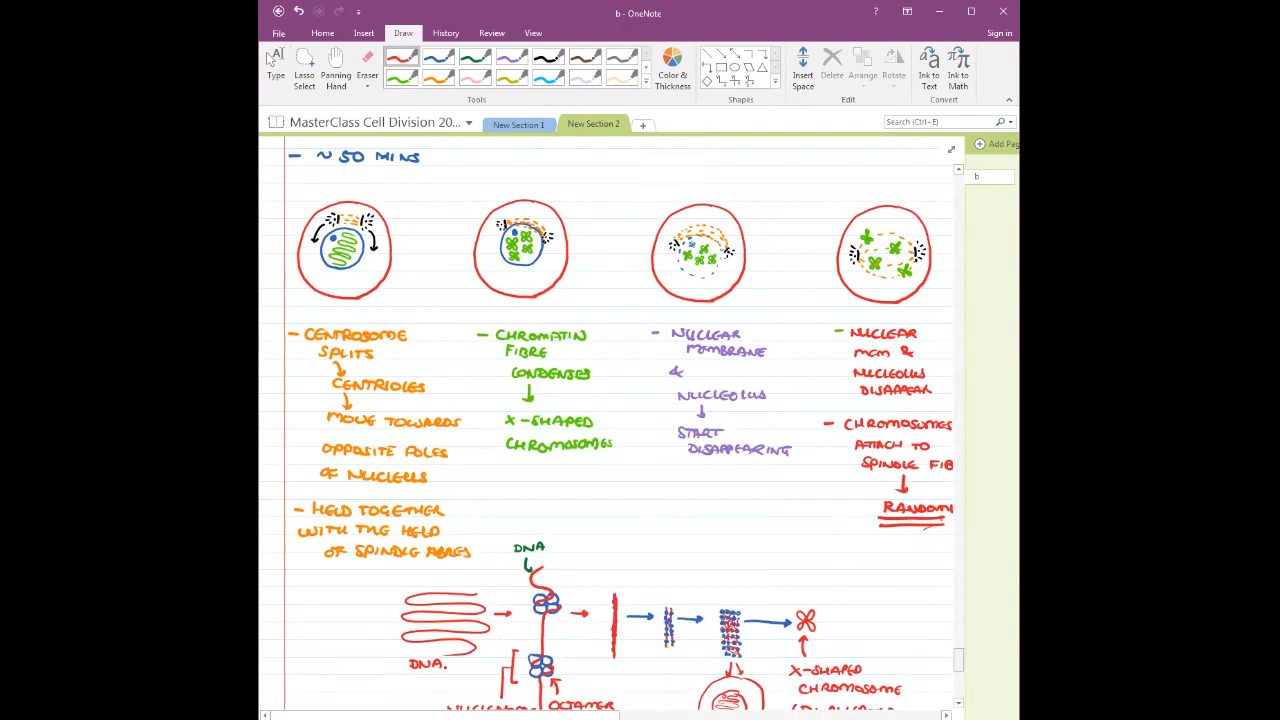 b - OneNote
?
File Home Insert Draw History Review View
Sign in
Type
Lasso Select
Panning Hand
Eraser
Color & Thickness
Insert Space
Delete
Arrange
Rotate
Ink to Text
Ink to Math
Tools
Shapes
Edit
Convert
MasterClass Cell Division 20...
New Section 1
New Section 2
Search (Ctrl+E)
Add Pag
b
- ~ 50 MINS
- CENTROSOME
SPLITS
CENTRIOLES
MOVE TOWARDS
OPPOSITE POLES
OF NUCLEUS
- HELD TOGETHER
WITH THE HELD
OF SPINDLE FIBRES
- CHROMATIN
FIBRE
CONDENSES
X-SHAPED
CHROMOSOMES
- NUCLEAR
MEMBRANE
&
NUCLEOLUS
START
DISAPPEARING
- NUCLEAR
MEM &
NUCLEOLUS
DISAPPEAR
- CHROMOSOMES
ATTACH TO
SPINDLE FIB
RANDOM
DNA
DNA.
OCTAMER
X-SHAPED
CHROMOSOME